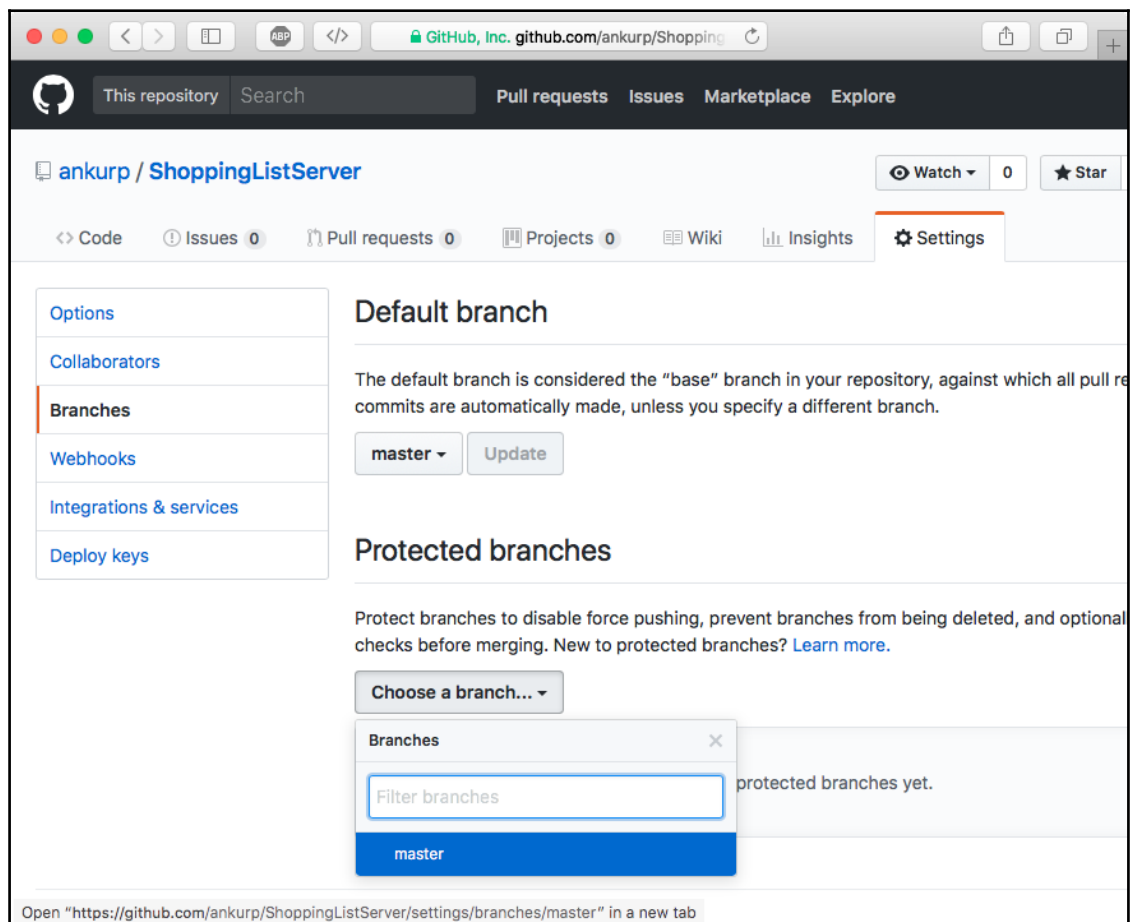 ABP </> GitHub, Inc. github.com/ankurp/Shopping
This repository Search Pull requests Issues Marketplace Explore
ankurp / ShoppingListServer Watch 0 Star
<> Code Issues 0 Pull requests 0 Projects 0 Wiki Insights Settings
Options
Collaborators
Branches
Webhooks
Integrations & services
Deploy keys
Default branch
The default branch is considered the “base” branch in your repository, against which all pull re
commits are automatically made, unless you specify a different branch.
master Update
Protected branches
Protect branches to disable force pushing, prevent branches from being deleted, and optional
checks before merging. New to protected branches? Learn more.
Choose a branch...
Branches ×
Filter branches
protected branches yet.
master
Open “https://github.com/ankurp/ShoppingListServer/settings/branches/master” in a new tab